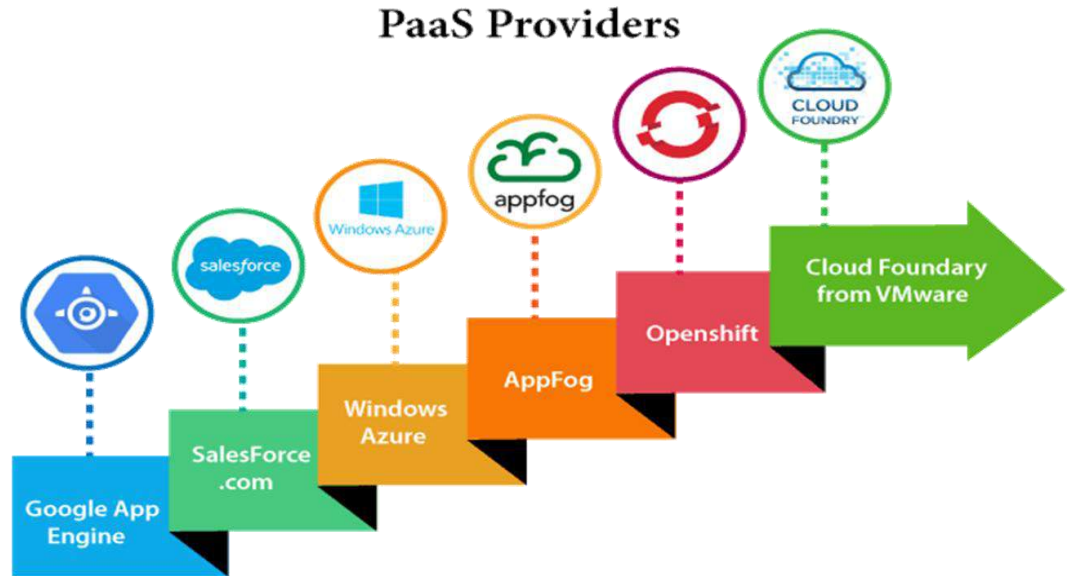 PaaS Providers
CLOUD
FOUNDRY
appfog
Windows Azure
salesforce
Cloud Foundary
from VMware
Openshift
AppFog
Windows
Azure
SalesForce
.com
Google App
Engine